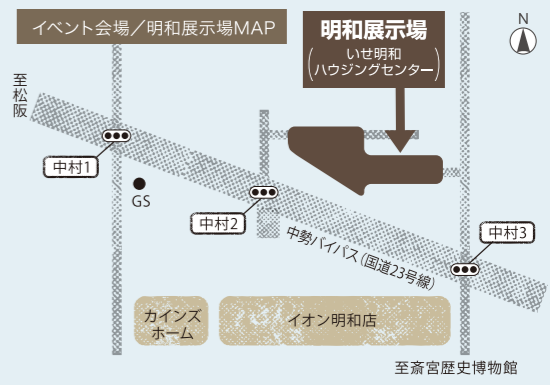 イベント会場／明和展示場MAP
明和展示場
（いせ明和
ハウジングセンター）
N
至松阪
中村1
GS
中村2
中村3
中勢バイパス（国道23号線）
カインズ
ホーム
イオン明和店
至斎宮歴史博物館